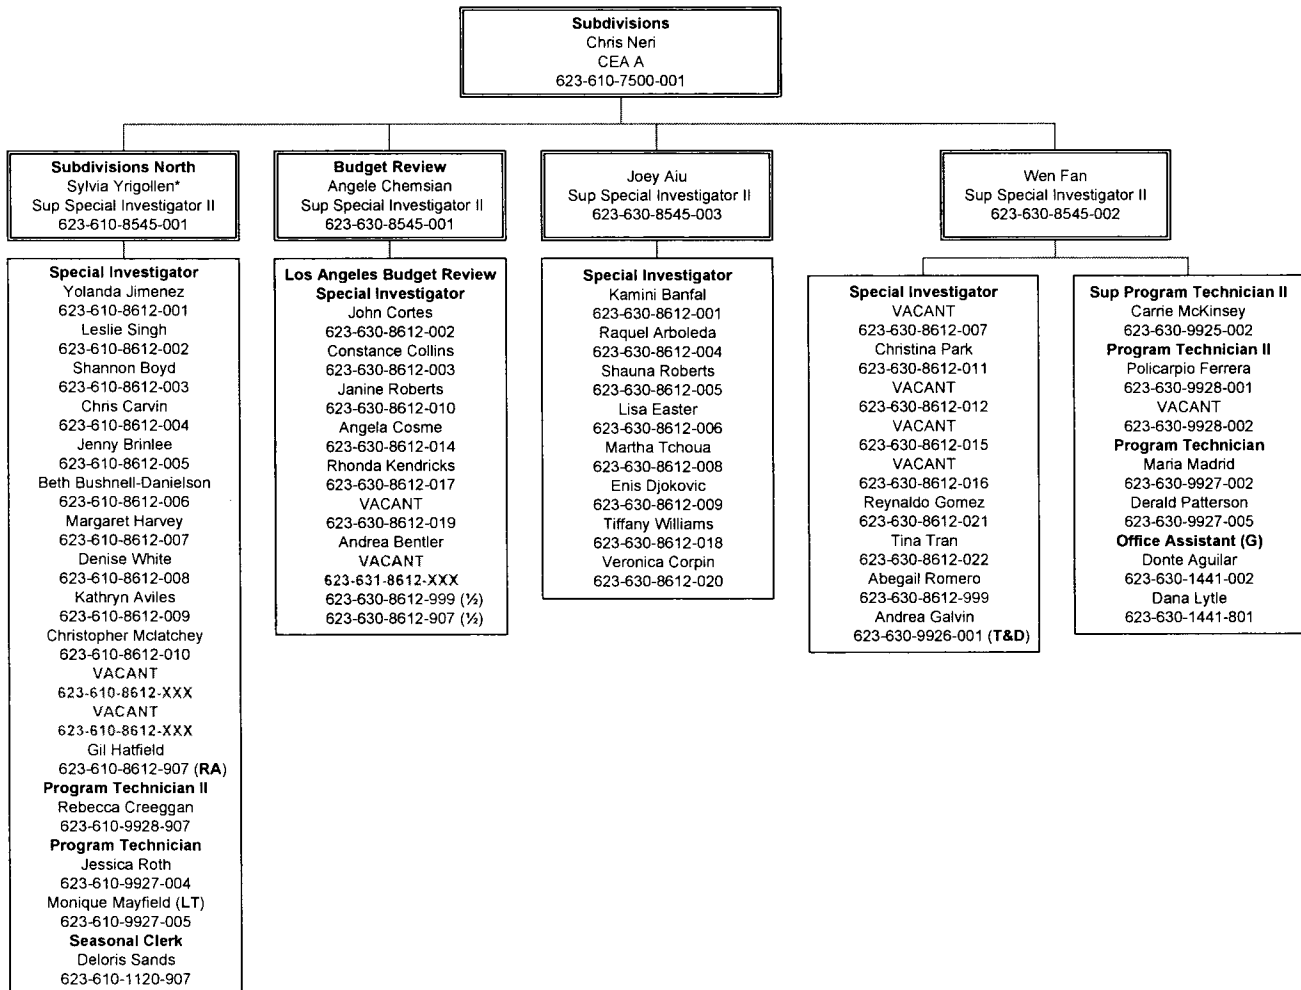 Subdivisions
Chris Neri
CEA A
623-610-7500-001
Subdivisions North
Sylvia Yrigollen*
Sup Special Investigator II
623-610-8545-001
Budget Review
Angele Chemsian
Sup Special Investigator II
623-630-8545-001
Joey Aiu
Sup Special Investigator II
623-630-8545-003
Wen Fan
Sup Special Investigator II
623-630-8545-002
Special Investigator
Yolanda Jimenez
623-610-8612-001
Leslie Singh
623-610-8612-002
Shannon Boyd
623-610-8612-003
Chris Carvin
623-610-8612-004
Jenny Brinlee
623-610-8612-005
Beth Bushnell-Danielson
623-610-8612-006
Margaret Harvey
623-610-8612-007
Denise White
623-610-8612-008
Kathryn Aviles
623-610-8612-009
Christopher Mclatchey
623-610-8612-010
VACANT
623-610-8612-XXX
VACANT
623-610-8612-XXX
Gil Hatfield
623-610-8612-907 (RA)
Program Technician II
Rebecca Creeggan
623-610-9928-907
Program Technician
Jessica Roth
623-610-9927-004
Monique Mayfield (LT)
623-610-9927-005
Seasonal Clerk
Deloris Sands
623-610-1120-907
Los Angeles Budget Review
Special Investigator
John Cortes
623-630-8612-002
Constance Collins
623-630-8612-003
Janine Roberts
623-630-8612-010
Angela Cosme
623-630-8612-014
Rhonda Kendricks
623-630-8612-017
VACANT
623-630-8612-019
Andrea Bentler
VACANT
623-631-8612-XXX
623-630-8612-999 (½)
623-630-8612-907 (½)
Special Investigator
Kamini Banfal
623-630-8612-001
Raquel Arboleda
623-630-8612-004
Shauna Roberts
623-630-8612-005
Lisa Easter
623-630-8612-006
Martha Tchoua
623-630-8612-008
Enis Djokovic
623-630-8612-009
Tiffany Williams
623-630-8612-018
Veronica Corpin
623-630-8612-020
Special Investigator
VACANT
623-630-8612-007
Christina Park
623-630-8612-011
VACANT
623-630-8612-012
VACANT
623-630-8612-015
VACANT
623-630-8612-016
Reynaldo Gomez
623-630-8612-021
Tina Tran
623-630-8612-022
Abegail Romero
623-630-8612-999
Andrea Galvin
623-630-9926-001 (T&D)
Sup Program Technician II
Carrie McKinsey
623-630-9925-002
Program Technician II
Policarpio Ferrera
623-630-9928-001
VACANT
623-630-9928-002
Program Technician
Maria Madrid
623-630-9927-002
Derald Patterson
623-630-9927-005
Office Assistant (G)
Donte Aguilar
623-630-1441-002
Dana Lytle
623-630-1441-801